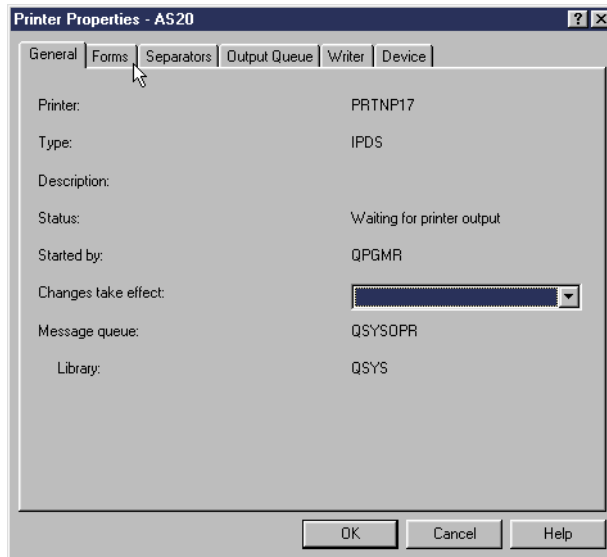 Printer Properties - AS20
General Forms Separators Output Queue Writer Device
Printer: PRTNP17
Type: IPDS
Description:
Status: Waiting for printer output
Started by: QPGMR
Changes take effect:
Message queue: QSYSOPR
Library: QSYS
OK Cancel Help